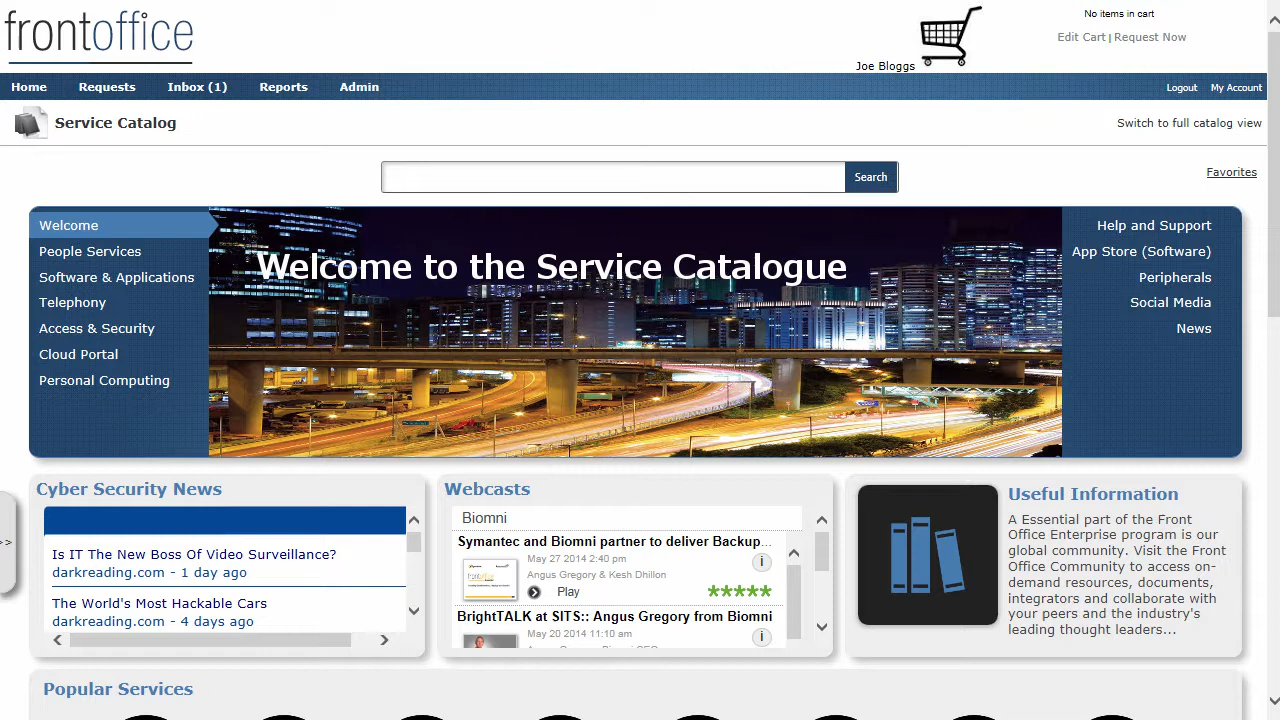 frontoffice
No items in cart
Edit Cart | Request Now
Joe Bloggs
Home Requests Inbox (1) Reports Admin Logout My Account
Service Catalog Switch to full catalog view
Search
Favorites
Welcome
People Services
Software & Applications
Telephony
Access & Security
Cloud Portal
Personal Computing
Welcome to the Service Catalogue
Help and Support
App Store (Software)
Peripherals
Social Media
News
>>
Cyber Security News
Is IT The New Boss Of Video Surveillance?
darkreading.com - 1 day ago
The World's Most Hackable Cars
darkreading.com - 4 days ago
Webcasts
Biomni
Symantec and Biomni partner to deliver Backup...
May 27 2014 2:40 pm
Angus Gregory & Kesh Dhillon
Play
BrightTALK at SITS:: Angus Gregory from Biomni
May 20 2014 11:10 am
Useful Information
A Essential part of the Front
Office Enterprise program is our
global community. Visit the Front
Office Community to access on-
demand resources, documents,
integrators and collaborate with
your peers and the industry's
leading thought leaders...
Popular Services